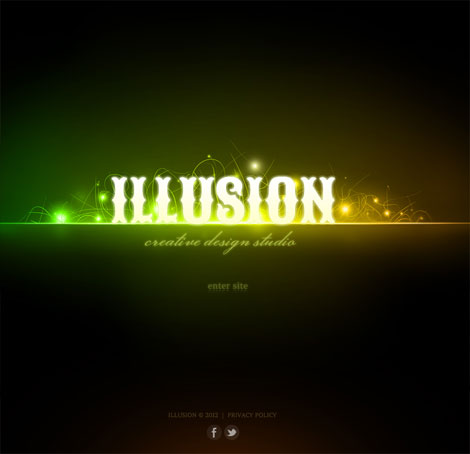 ILLUSION
creative design studio
enter site
ILLUSION © 2012 | PRIVACY POLICY